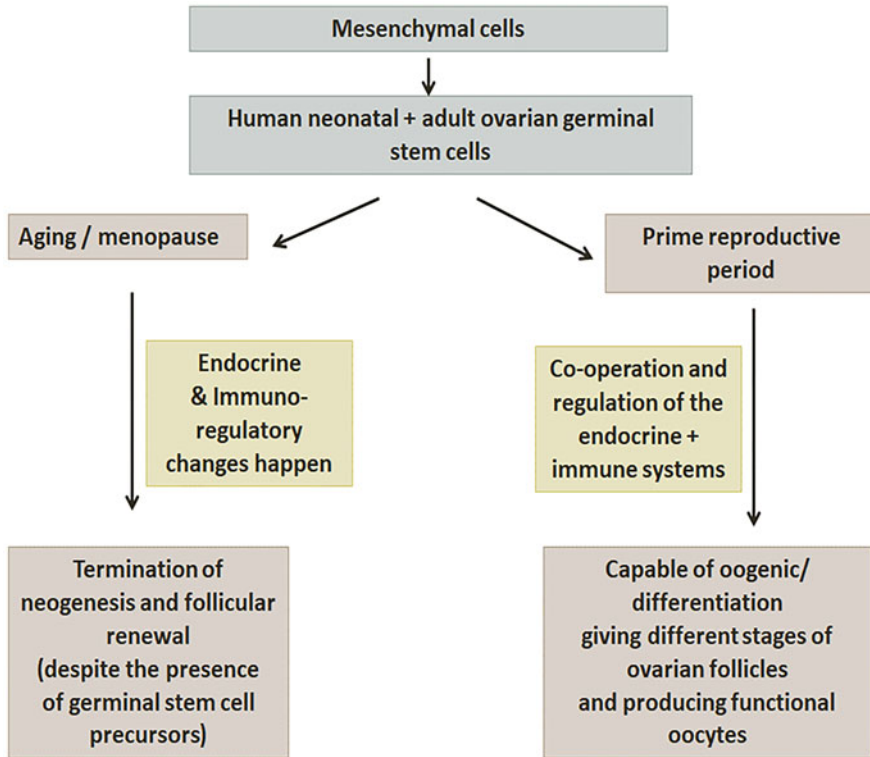 Mesenchymal cells
Human neonatal + adult ovarian germinal
stem cells
Aging / menopause
Prime reproductive
period
Endocrine
& Immuno-
regulatory
changes happen
Co-operation and
regulation of the
endocrine +
immune systems
Termination of
neogenesis and follicular
renewal
(despite the presence
of germinal stem cell
precursors)
Capable of oogenic/
differentiation
giving different stages of
ovarian follicles
and producing functional
oocytes